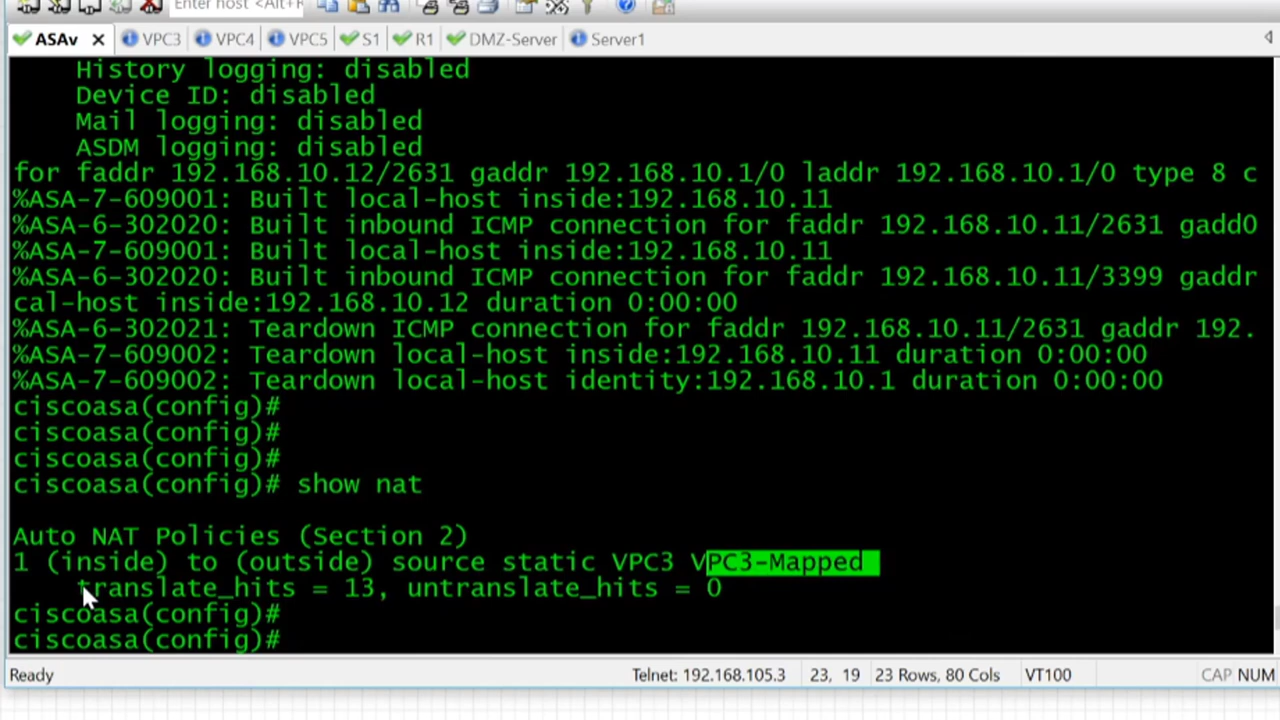 Enter host <Alt+R
ASAv VPC3 VPC4 VPC5 S1 R1 DMZ-Server Server1
History logging: disabled
Device ID: disabled
Mail logging: disabled
ASDM logging: disabled
for faddr 192.168.10.12/2631 gaddr 192.168.10.1/0 laddr 192.168.10.1/0 type 8 c
%ASA-7-609001: Built local-host inside:192.168.10.11
%ASA-6-302020: Built inbound ICMP connection for faddr 192.168.10.11/2631 gadd0
%ASA-7-609001: Built local-host inside:192.168.10.11
%ASA-6-302020: Built inbound ICMP connection for faddr 192.168.10.11/3399 gaddr
cal-host inside:192.168.10.12 duration 0:00:00
%ASA-6-302021: Teardown ICMP connection for faddr 192.168.10.11/2631 gaddr 192.
%ASA-7-609002: Teardown local-host inside:192.168.10.11 duration 0:00:00
%ASA-7-609002: Teardown local-host identity:192.168.10.1 duration 0:00:00
ciscoasa(config)#
ciscoasa(config)#
ciscoasa(config)#
ciscoasa(config)# show nat
Auto NAT Policies (Section 2)
1 (inside) to (outside) source static VPC3 VPC3-Mapped
translate_hits = 13, untranslate_hits = 0
ciscoasa(config)#
ciscoasa(config)#
Ready Telnet: 192.168.105.3 23, 19 23 Rows, 80 Cols VT100 CAP NUM